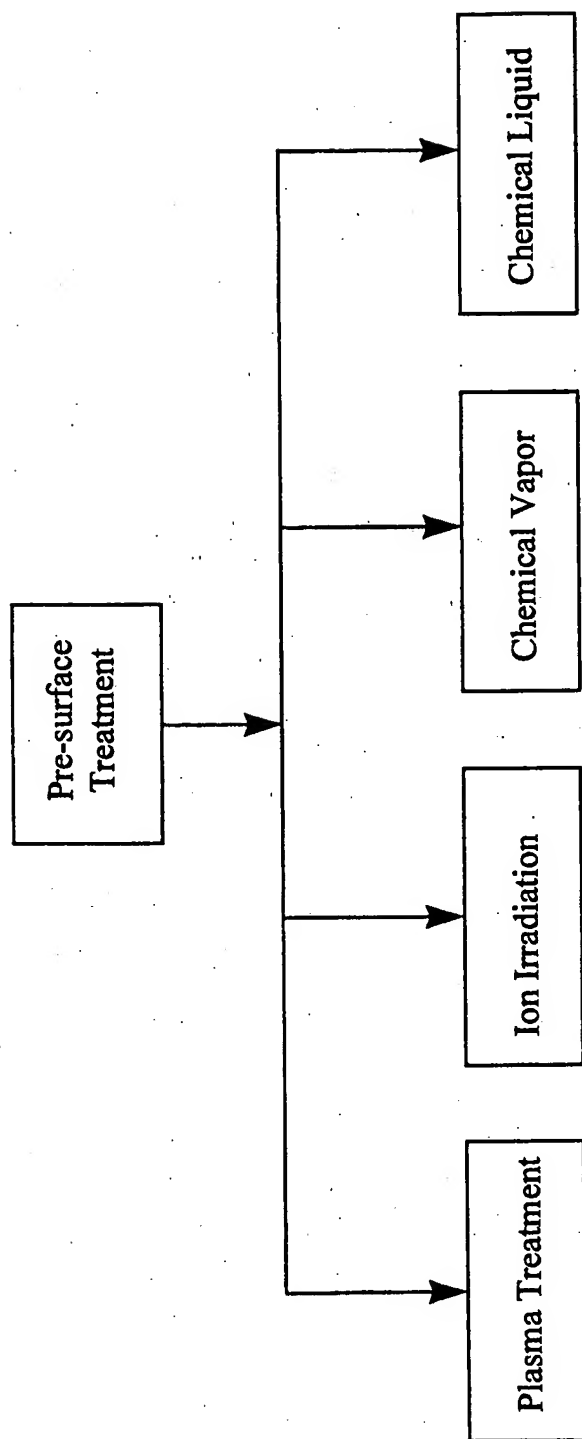 Pre-surface
Treatment
Plasma Treatment
Ion Irradiation
Chemical Vapor
Chemical Liquid